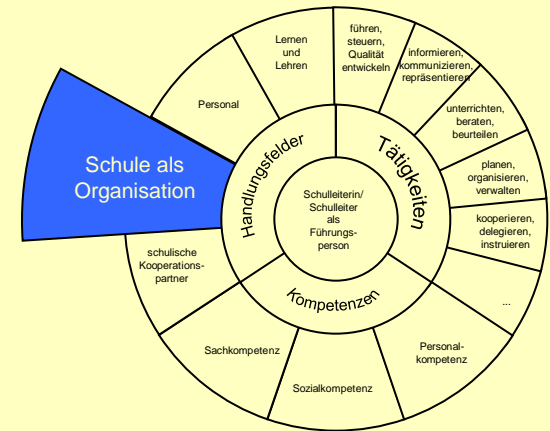 Lernen
und
Lehren
führen,
steuern,
Qualität
entwickeln
informieren,
kommunizieren,
repräsentieren
Personal
unterrichten,
beraten,
beurteilen
Handlungsfelder
Tätigkeiten
Schule als
Organisation
planen,
organisieren,
verwalten
Schulleiterin/
Schulleiter
als
Führungs-
person
kooperieren,
delegieren,
instruieren
schulische
Kooperations-
partner
Kompetenzen
...
Sachkompetenz
Personal-
kompetenz
Sozialkompetenz